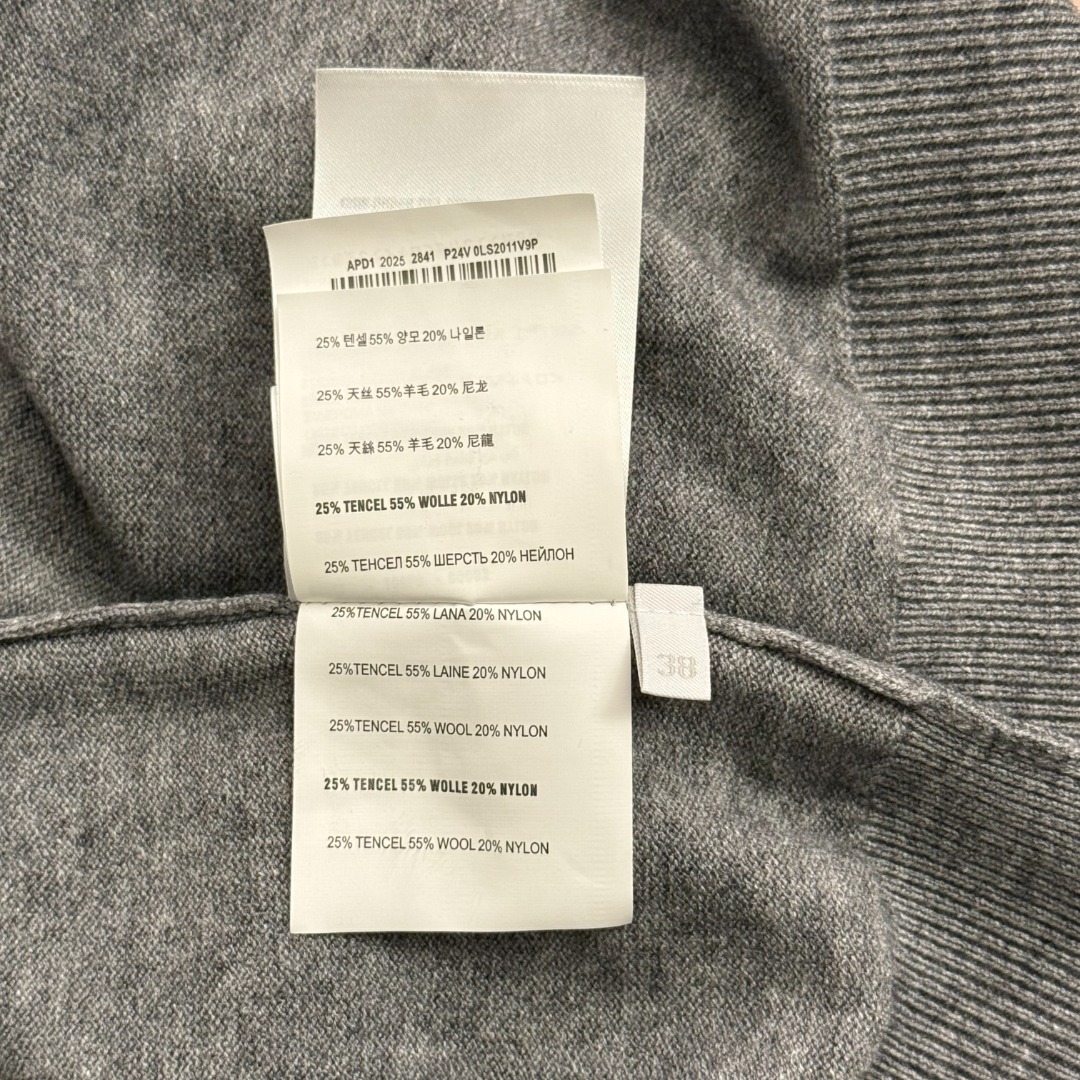 APD1 2025 2841 P24V 0LS2011V9P
25% 텐셀 55% 양모 20% 나일론
25% 天丝 55%羊毛 20% 尼龙
25% 天絲 55% 羊毛 20% 尼龍
25% TENCEL 55% WOLLE 20% NYLON
25% ТЕНСЕЛ 55% ШЕРСТЬ 20% НЕЙЛОН
25%TENCEL 55% LANA 20% NYLON
25%TENCEL 55% LAINE 20% NYLON
25%TENCEL 55% WOOL 20% NYLON
25% TENCEL 55% WOLLE 20% NYLON
25% TENCEL 55% WOOL 20% NYLON
38